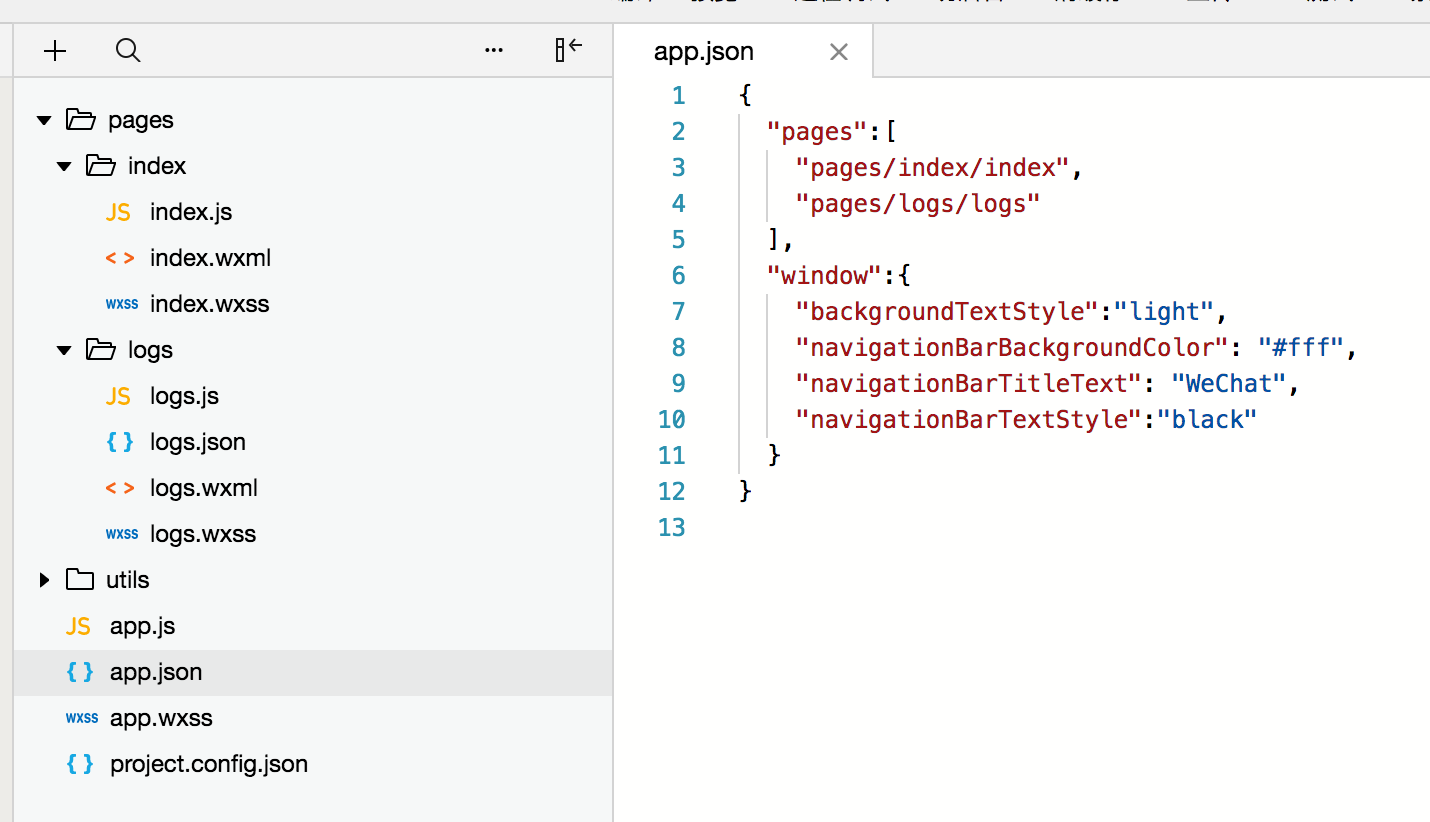 app.json
pages
index
JS index.js
< > index.wxml
wxss index.wxss
logs
JS logs.js
{ } logs.json
< > logs.wxml
wxss logs.wxss
utils
JS app.js
{ } app.json
wxss app.wxss
{ } project.config.json
1 {
2 "pages":[
3 "pages/index/index",
4 "pages/logs/logs"
5 ],
6 "window":{
7 "backgroundTextStyle":"light",
8 "navigationBarBackgroundColor": "#fff",
9 "navigationBarTitleText": "WeChat",
10 "navigationBarTextStyle":"black"
11 }
12 }
13